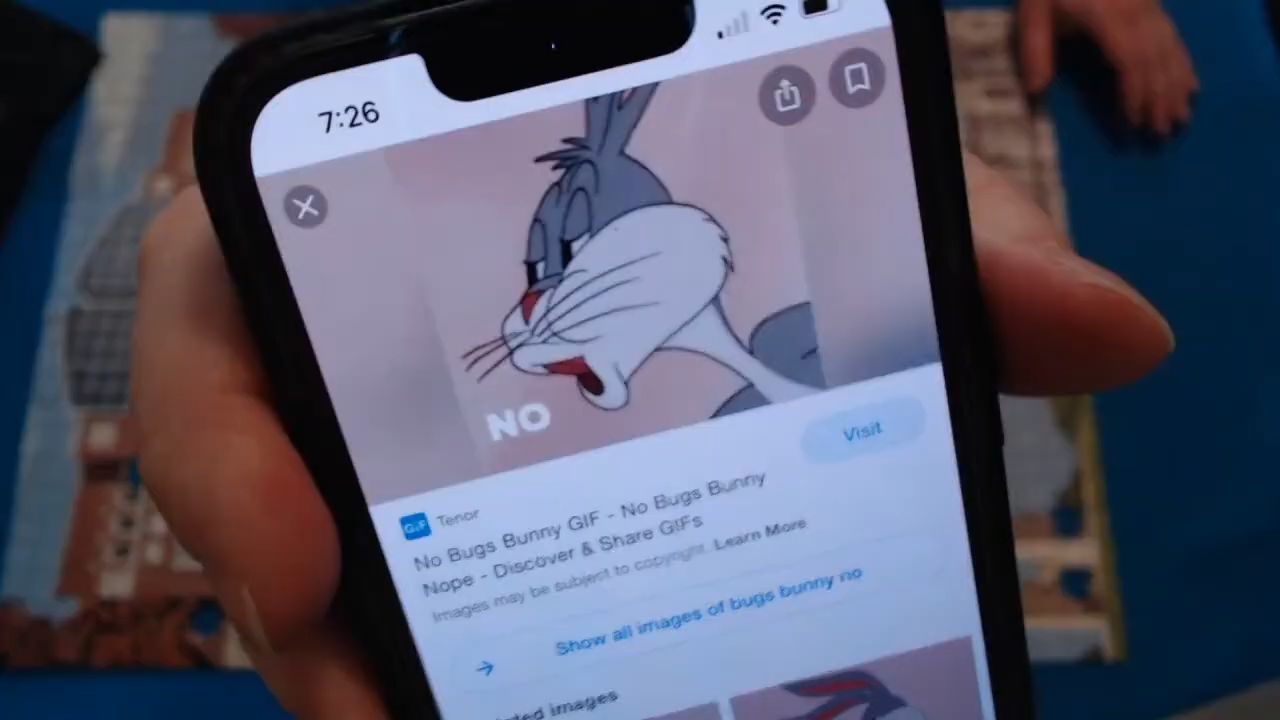 7:26
NO
Visit
GIF Tenor
No Bugs Bunny GIF - No Bugs Bunny
Nope - Discover & Share GIFs
Images may be subject to copyright. Learn More
Show all images of bugs bunny no
images